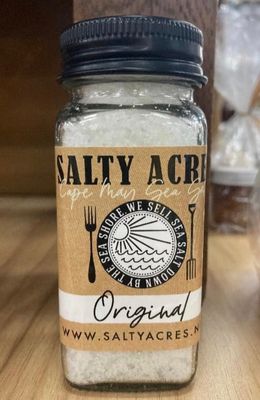 SALTY ACRE
Cape May Sea Sa
BY THE SEA SHORE WE SELL SEA SALT DOWN
Original
WWW.SALTYACRES.N